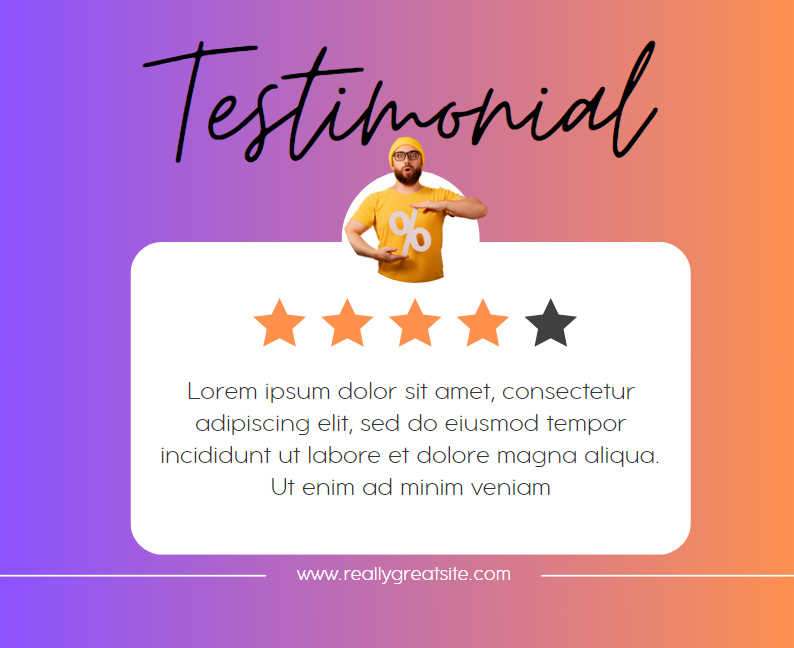 Testimonial
%
Lorem ipsum dolor sit amet, consectetur
adipiscing elit, sed do eiusmod tempor
incididunt ut labore et dolore magna aliqua.
Ut enim ad minim veniam
www.reallygreatsite.com